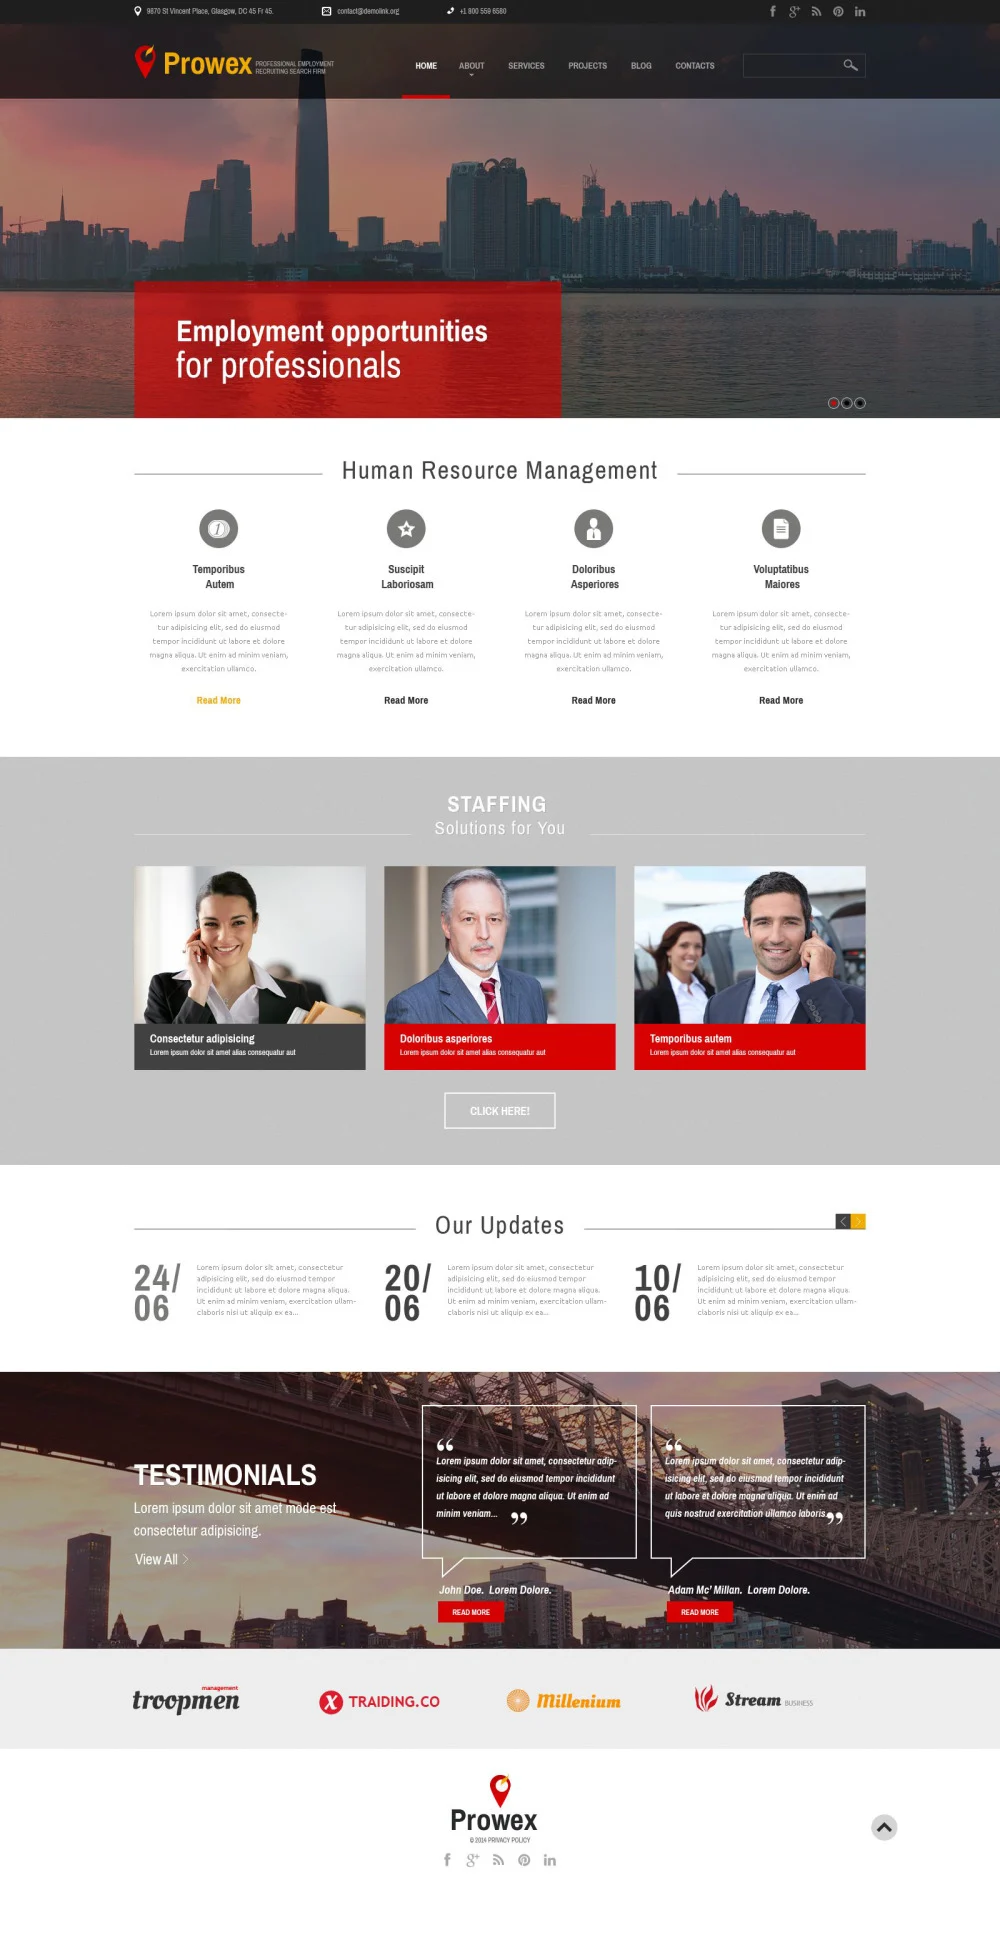 9870 St Vincent Place, Glasgow, DC 45 Fr 45.
contact@demolink.org
+1 800 559 6580
Prowex
PROFESSIONAL EMPLOYMENT
RECRUITING SEARCH FIRM
HOME
ABOUT
SERVICES
PROJECTS
BLOG
CONTACTS
Employment opportunities
for professionals
Human Resource Management
Temporibus
Autem
Lorem ipsum dolor sit amet, consecte-
tur adipisicing elit, sed do eiusmod
tempor incididunt ut labore et dolore
magna aliqua. Ut enim ad minim veniam,
exercitation ullamco.
Read More
Suscipit
Laboriosam
Lorem ipsum dolor sit amet, consecte-
tur adipisicing elit, sed do eiusmod
tempor incididunt ut labore et dolore
magna aliqua. Ut enim ad minim veniam,
exercitation ullamco.
Read More
Doloribus
Asperiores
Lorem ipsum dolor sit amet, consecte-
tur adipisicing elit, sed do eiusmod
tempor incididunt ut labore et dolore
magna aliqua. Ut enim ad minim veniam,
exercitation ullamco.
Read More
Voluptatibus
Maiores
Lorem ipsum dolor sit amet, consecte-
tur adipisicing elit, sed do eiusmod
tempor incididunt ut labore et dolore
magna aliqua. Ut enim ad minim veniam,
exercitation ullamco.
Read More
STAFFING
Solutions for You
Consectetur adipisicing
Lorem ipsum dolor sit amet alias consequatur aut
Doloribus asperiores
Lorem ipsum dolor sit amet alias consequatur aut
Temporibus autem
Lorem ipsum dolor sit amet alias consequatur aut
CLICK HERE!
Our Updates
24/
06
Lorem ipsum dolor sit amet, consectetur
adipisicing elit, sed do eiusmod tempor
incididunt ut labore et dolore magna aliqua.
Ut enim ad minim veniam, exercitation ullam-
claboris nisi ut aliquip ex ea...
20/
06
Lorem ipsum dolor sit amet, consectetur
adipisicing elit, sed do eiusmod tempor
incididunt ut labore et dolore magna aliqua.
Ut enim ad minim veniam, exercitation ullam-
claboris nisi ut aliquip ex ea...
10/
06
Lorem ipsum dolor sit amet, consectetur
adipisicing elit, sed do eiusmod tempor
incididunt ut labore et dolore magna aliqua.
Ut enim ad minim veniam, exercitation ullam-
claboris nisi ut aliquip ex ea...
TESTIMONIALS
Lorem ipsum dolor sit amet mode est
consectetur adipisicing.
View All
“
Lorem ipsum dolor sit amet, consectetur adip-
isicing elit, sed do eiusmod tempor incididunt
ut labore et dolore magna aliqua. Ut enim ad
minim veniam... ”
John Doe. Lorem Dolore.
READ MORE
“
Lorem ipsum dolor sit amet, consectetur adip-
isicing elit, sed do eiusmod tempor incididunt
ut labore et dolore magna aliqua. Ut enim ad
quis nostrud exercitation ullamco laboris. ”
Adam Mc' Millan. Lorem Dolore.
READ MORE
management
troopmen
X TRAIDING.CO
Millenium
Stream BUSINESS
Prowex
© 2014 PRIVACY POLICY